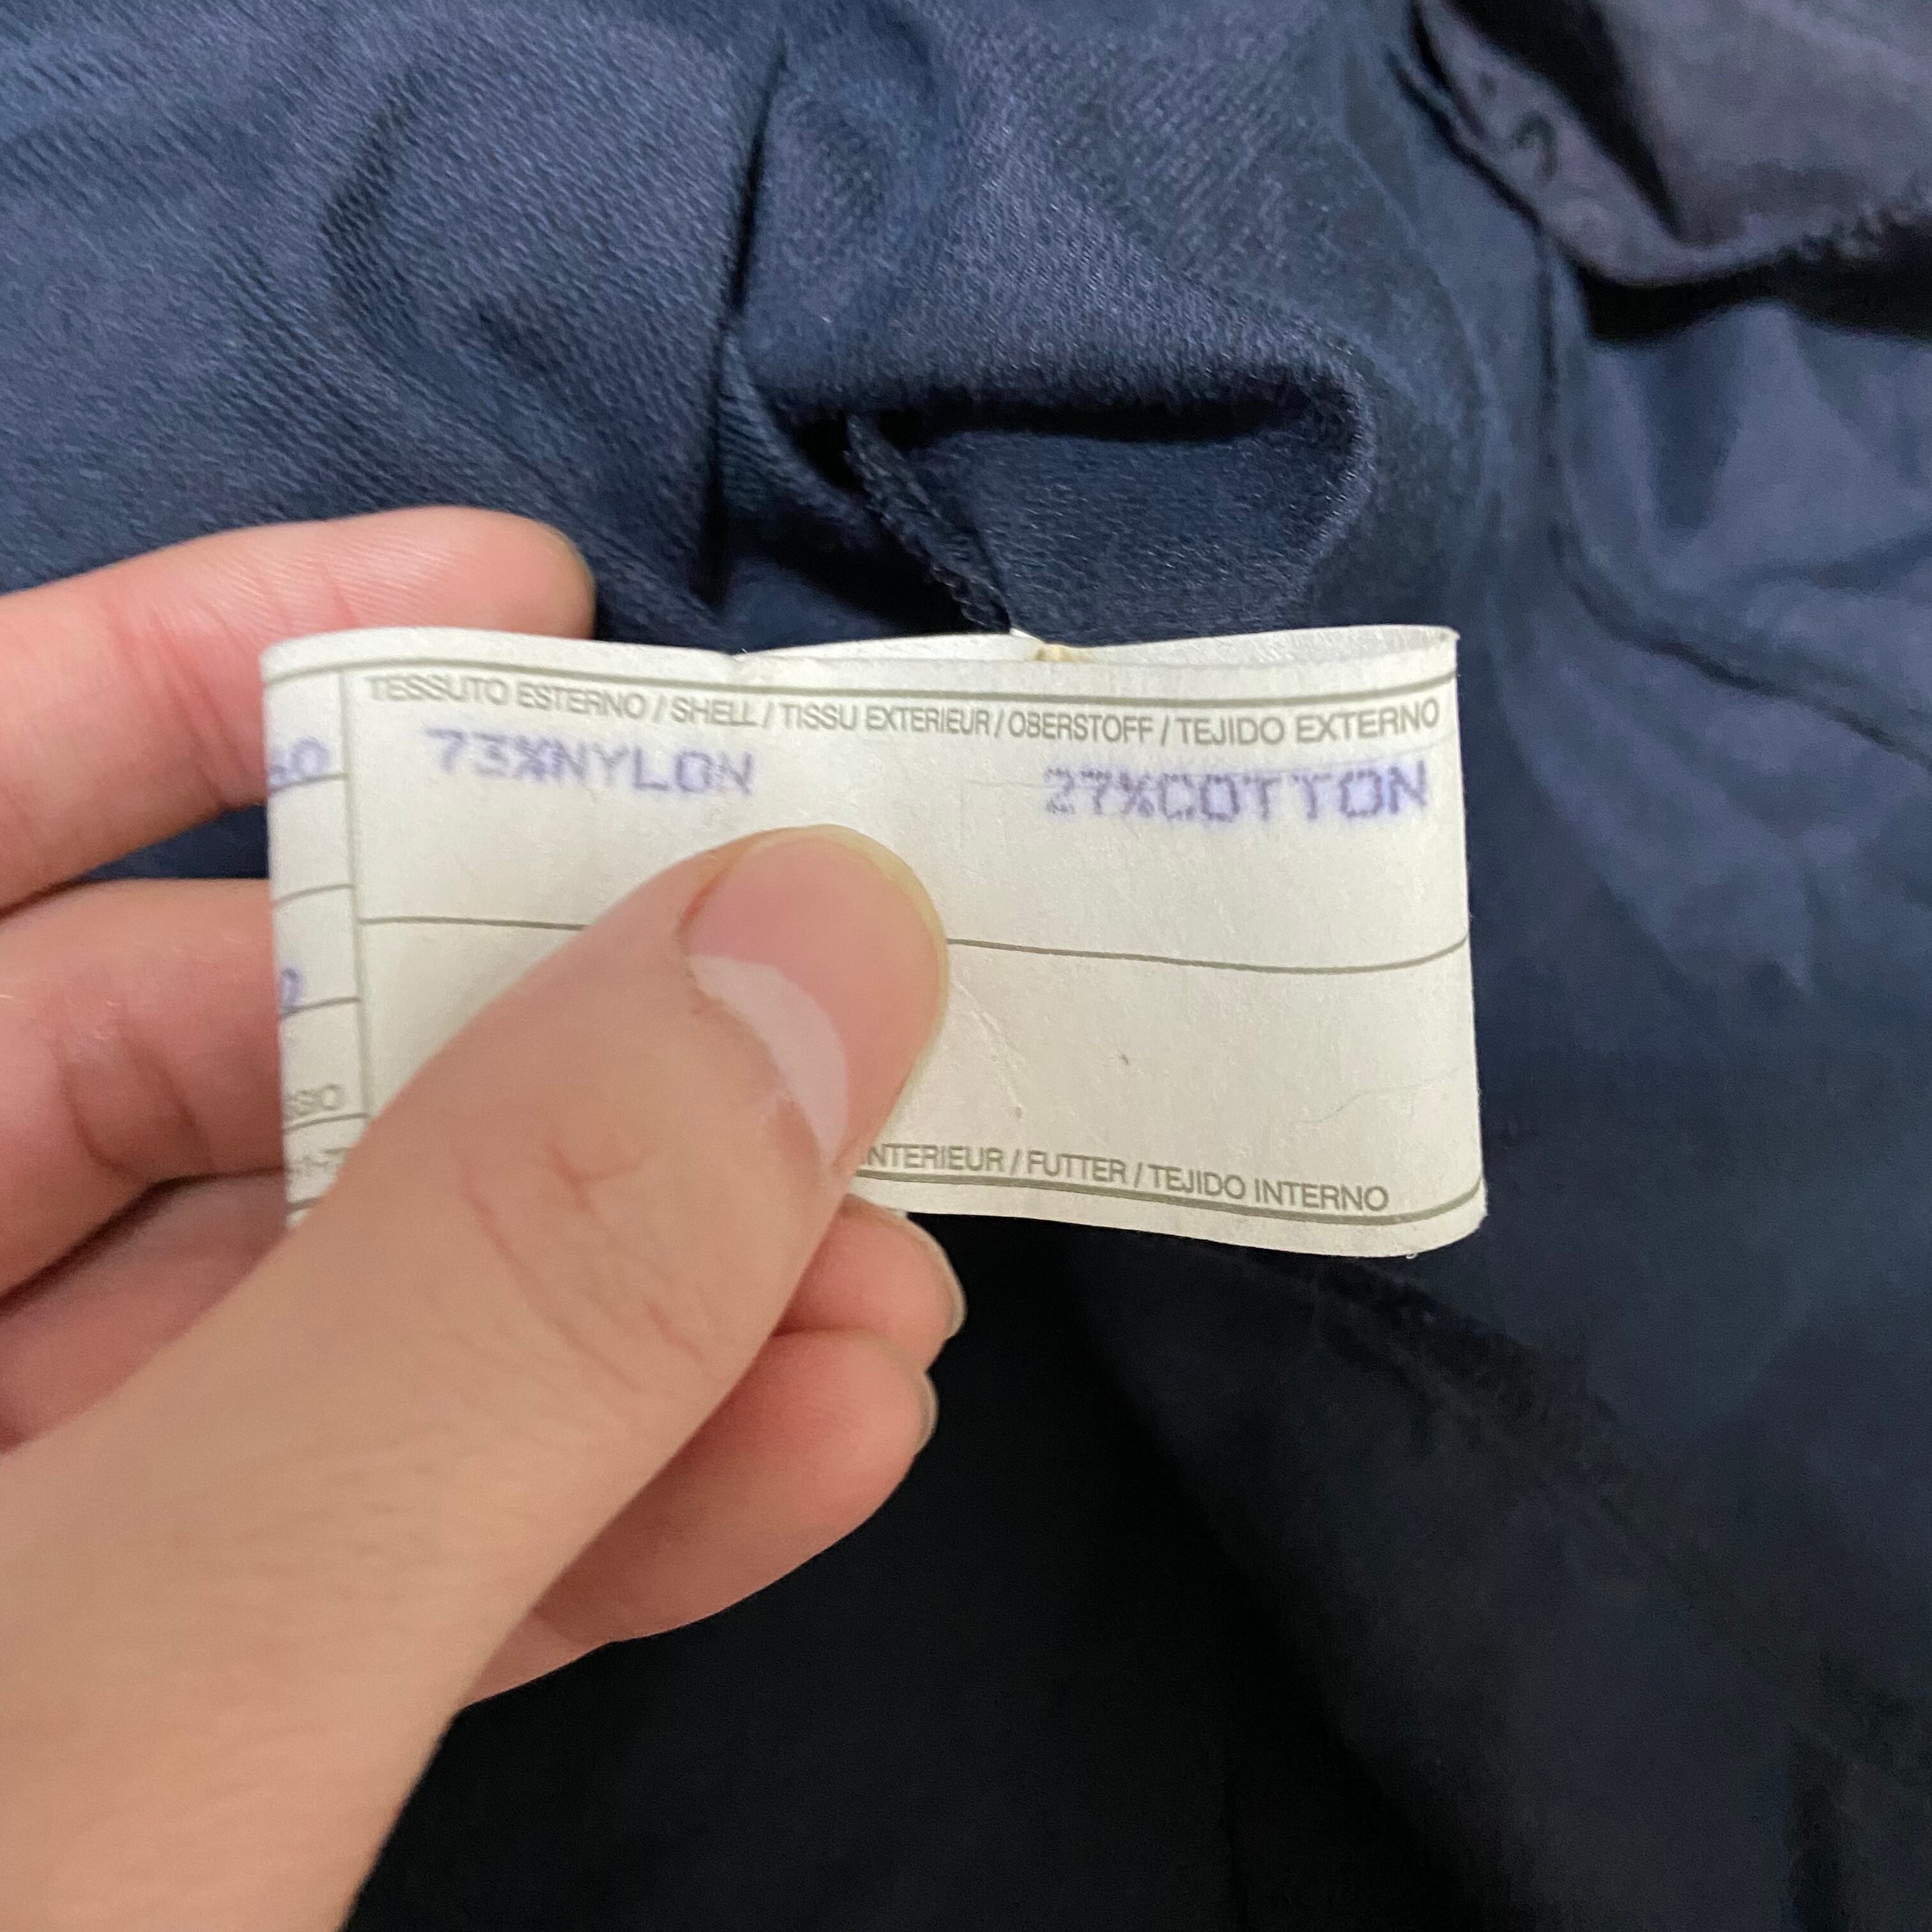 TESSUTO ESTERNO / SHELL / TISSU EXTERIEUR / OBERSTOFF / TEJIDO EXTERNO
73%NYLON 27%COTTON
INTERIEUR / FUTTER / TEJIDO INTERNO